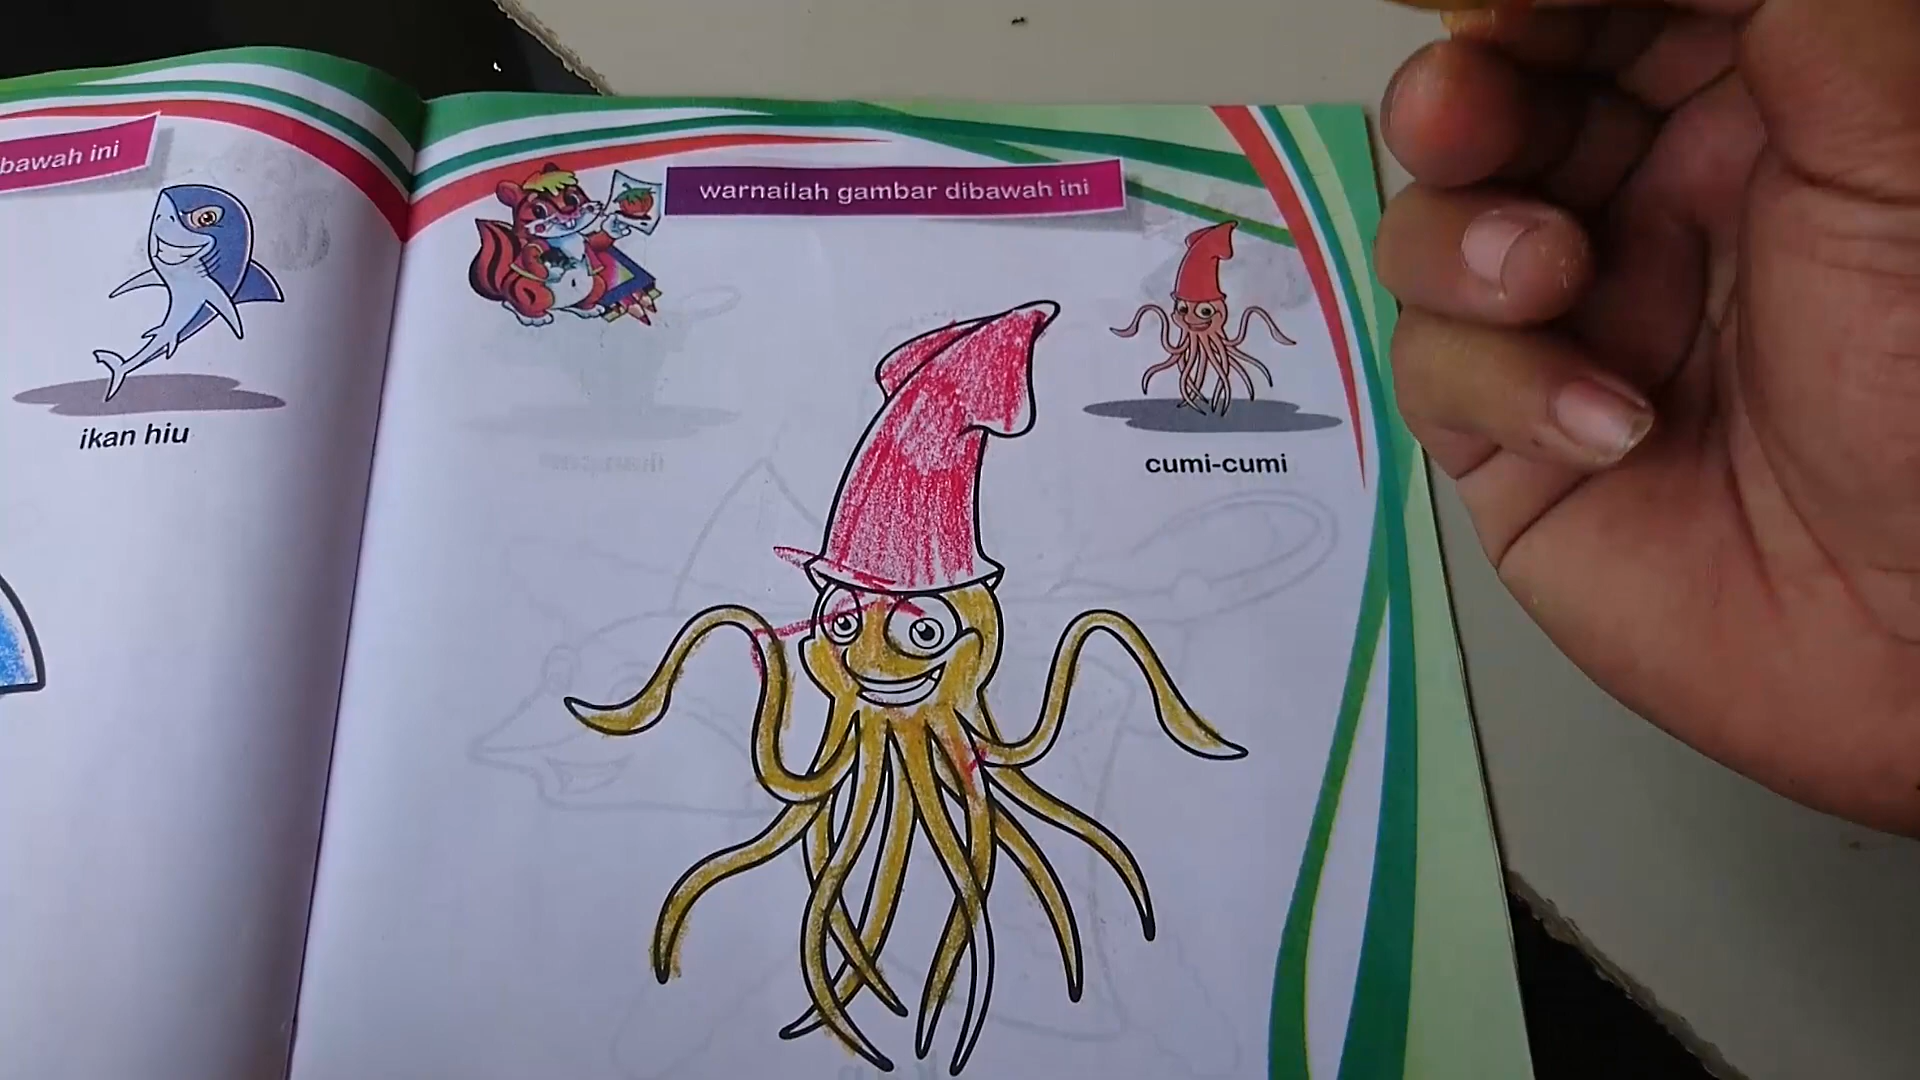 bawah ini
ikan hiu
warnailah gambar dibawah ini
cumi-cumi